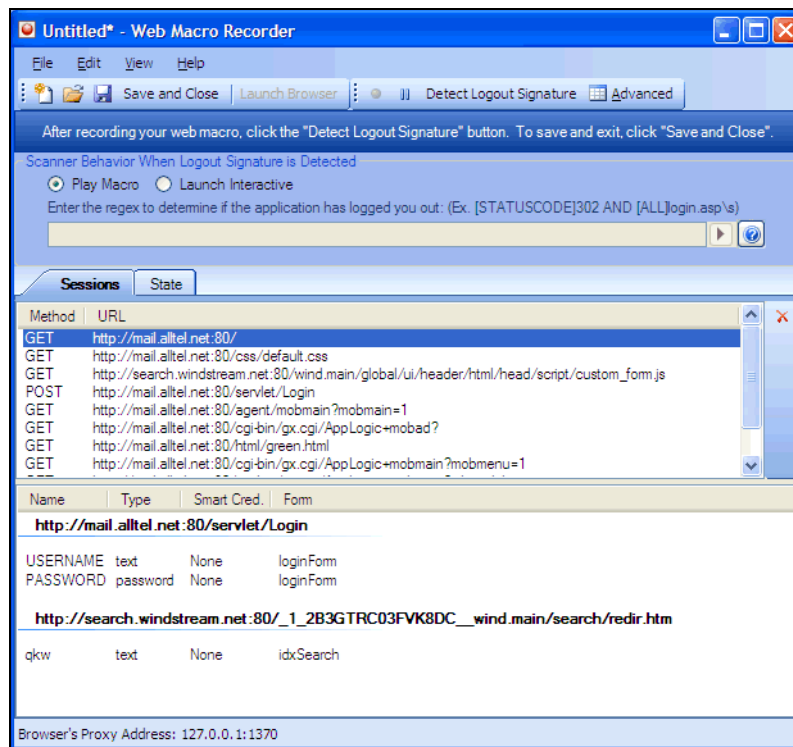 Untitled* - Web Macro Recorder
File Edit View Help
Save and Close Launch Browser Detect Logout Signature Advanced
After recording your web macro, click the "Detect Logout Signature" button. To save and exit, click "Save and Close".
Scanner Behavior When Logout Signature is Detected
Play Macro Launch Interactive
Enter the regex to determine if the application has logged you out: (Ex. [STATUSCODE]302 AND [ALL]login.asp\s)
Sessions State
Method URL
GET http://mail.alltel.net:80/
GET http://mail.alltel.net:80/css/default.css
GET http://search.windstream.net:80/wind.main/global/ui/header/html/head/script/custom_form.js
POST http://mail.alltel.net:80/servlet/Login
GET http://mail.alltel.net:80/agent/mobmain?mobmain=1
GET http://mail.alltel.net:80/cgi-bin/gx.cgi/AppLogic+mobad?
GET http://mail.alltel.net:80/html/green.html
GET http://mail.alltel.net:80/cgi-bin/gx.cgi/AppLogic+mobmain?mobmenu=1
Name Type Smart Cred. Form
http://mail.alltel.net:80/servlet/Login
USERNAME text None loginForm
PASSWORD password None loginForm
http://search.windstream.net:80/_1_2B3GTRC03FVK8DC__wind.main/search/redir.htm
qkw text None idxSearch
Browser's Proxy Address: 127.0.0.1:1370